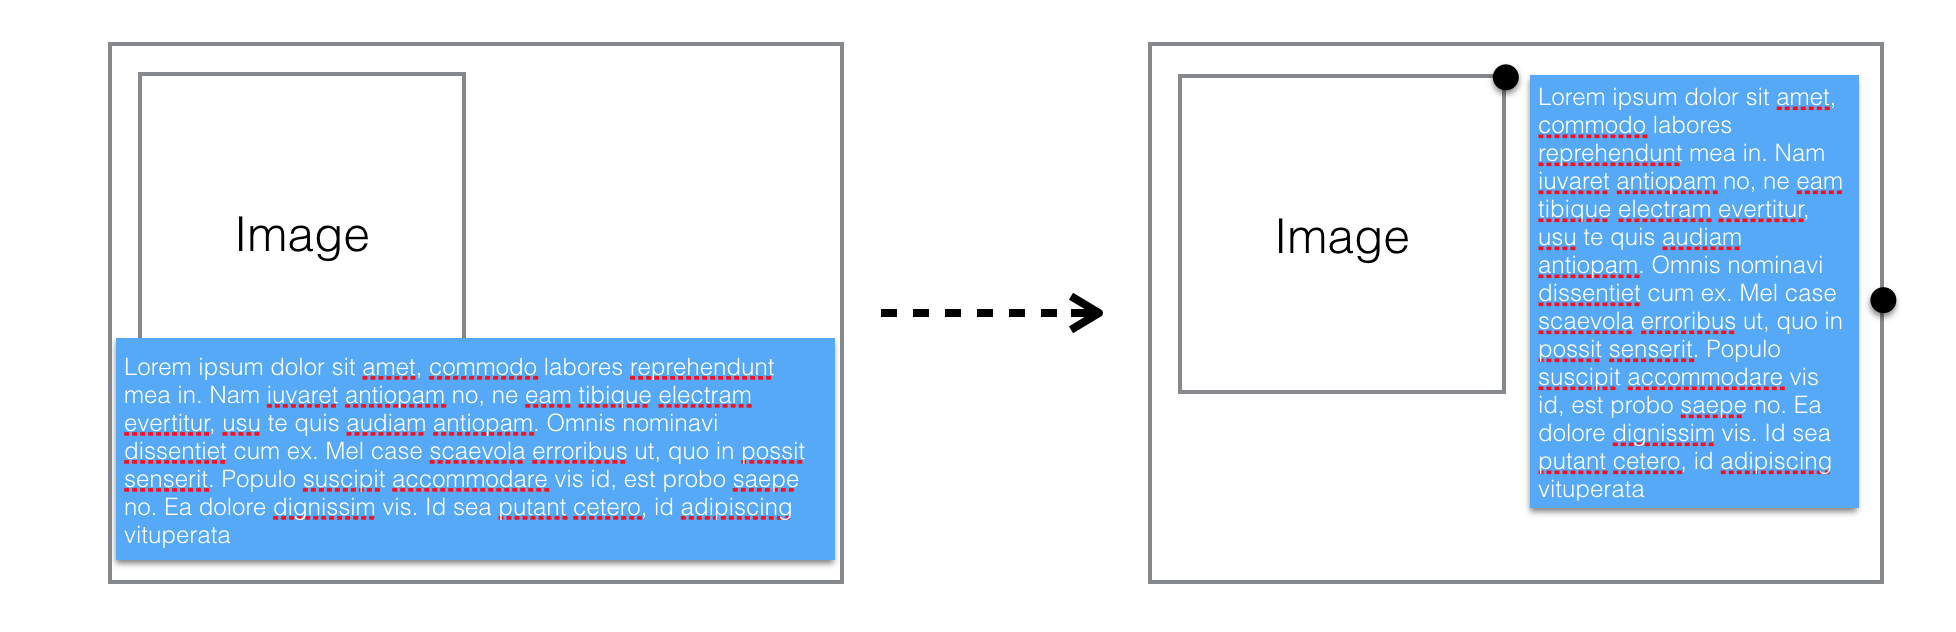 Image
Lorem ipsum dolor sit amet, commodo labores reprehendunt
mea in. Nam iuvaret antiopam no, ne eam tibique electram
evertitur, usu te quis audiam antiopam. Omnis nominavi
dissentiet cum ex. Mel case scaevola erroribus ut, quo in possit
senserit. Populo suscipit accommodare vis id, est probo saepe
no. Ea dolore dignissim vis. Id sea putant cetero, id adipiscing
vituperata
Image
Lorem ipsum dolor sit amet,
commodo labores
reprehendunt mea in. Nam
iuvaret antiopam no, ne eam
tibique electram evertitur,
usu te quis audiam
antiopam. Omnis nominavi
dissentiet cum ex. Mel case
scaevola erroribus ut, quo in
possit senserit. Populo
suscipit accommodare vis
id, est probo saepe no. Ea
dolore dignissim vis. Id sea
putant cetero, id adipiscing
vituperata